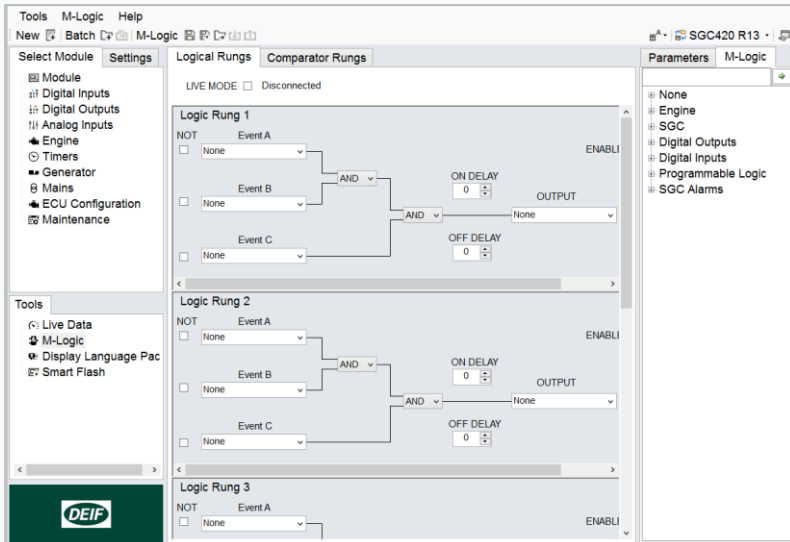 Tools M-Logic Help
New Batch M-Logic SGC420 R13
Select Module Settings
Module
Digital Inputs
Digital Outputs
Analog Inputs
Engine
Timers
Generator
Mains
ECU Configuration
Maintenance
Tools
Live Data
M-Logic
Display Language Pac
Smart Flash
DEIF
Logical Rungs Comparator Rungs
LIVE MODE Disconnected
Logic Rung 1
NOT Event A
None
ENABLE
AND
ON DELAY
0
Event B
None
OUTPUT
AND
None
Event C
OFF DELAY
None
0
Logic Rung 2
NOT Event A
None
ENABLE
AND
ON DELAY
0
Event B
None
OUTPUT
AND
None
Event C
OFF DELAY
None
0
Logic Rung 3
NOT Event A
None
ENABLE
Parameters M-Logic
None
Engine
SGC
Digital Outputs
Digital Inputs
Programmable Logic
SGC Alarms